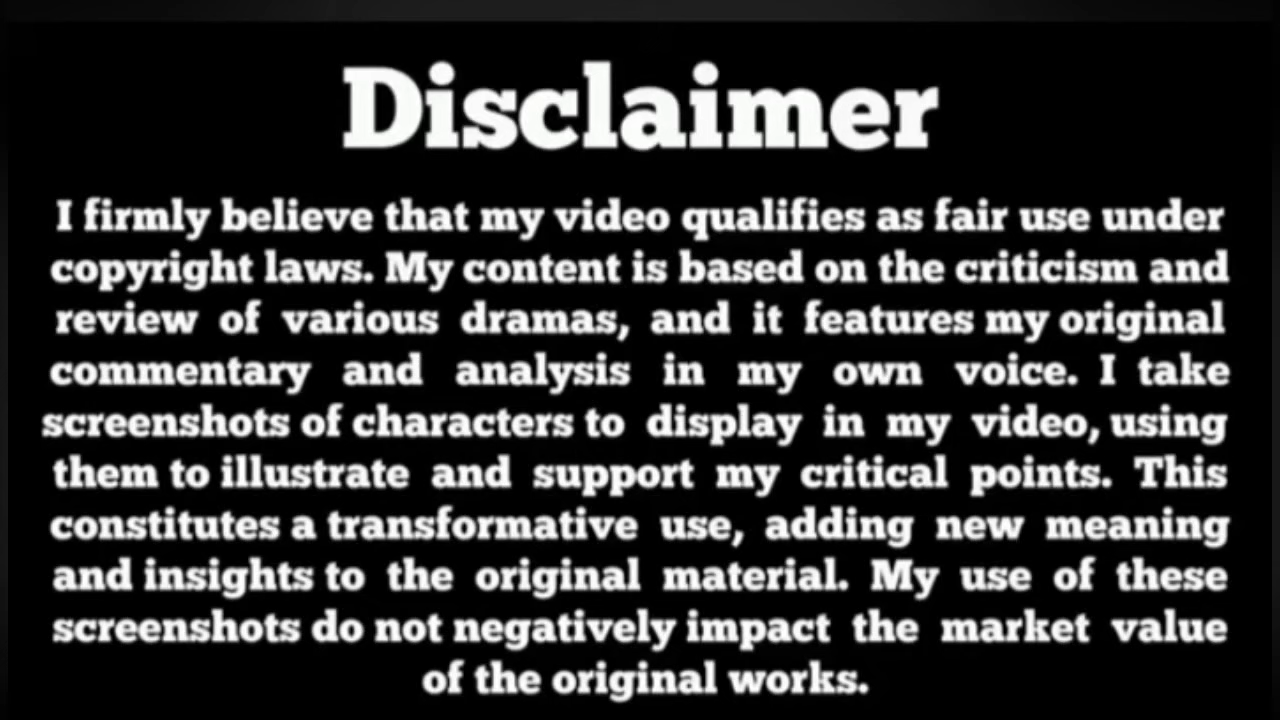 Disclaimer
I firmly believe that my video qualifies as fair use under
copyright laws. My content is based on the criticism and
review of various dramas, and it features my original
commentary and analysis in my own voice. I take
screenshots of characters to display in my video, using
them to illustrate and support my critical points. This
constitutes a transformative use, adding new meaning
and insights to the original material. My use of these
screenshots do not negatively impact the market value
of the original works.